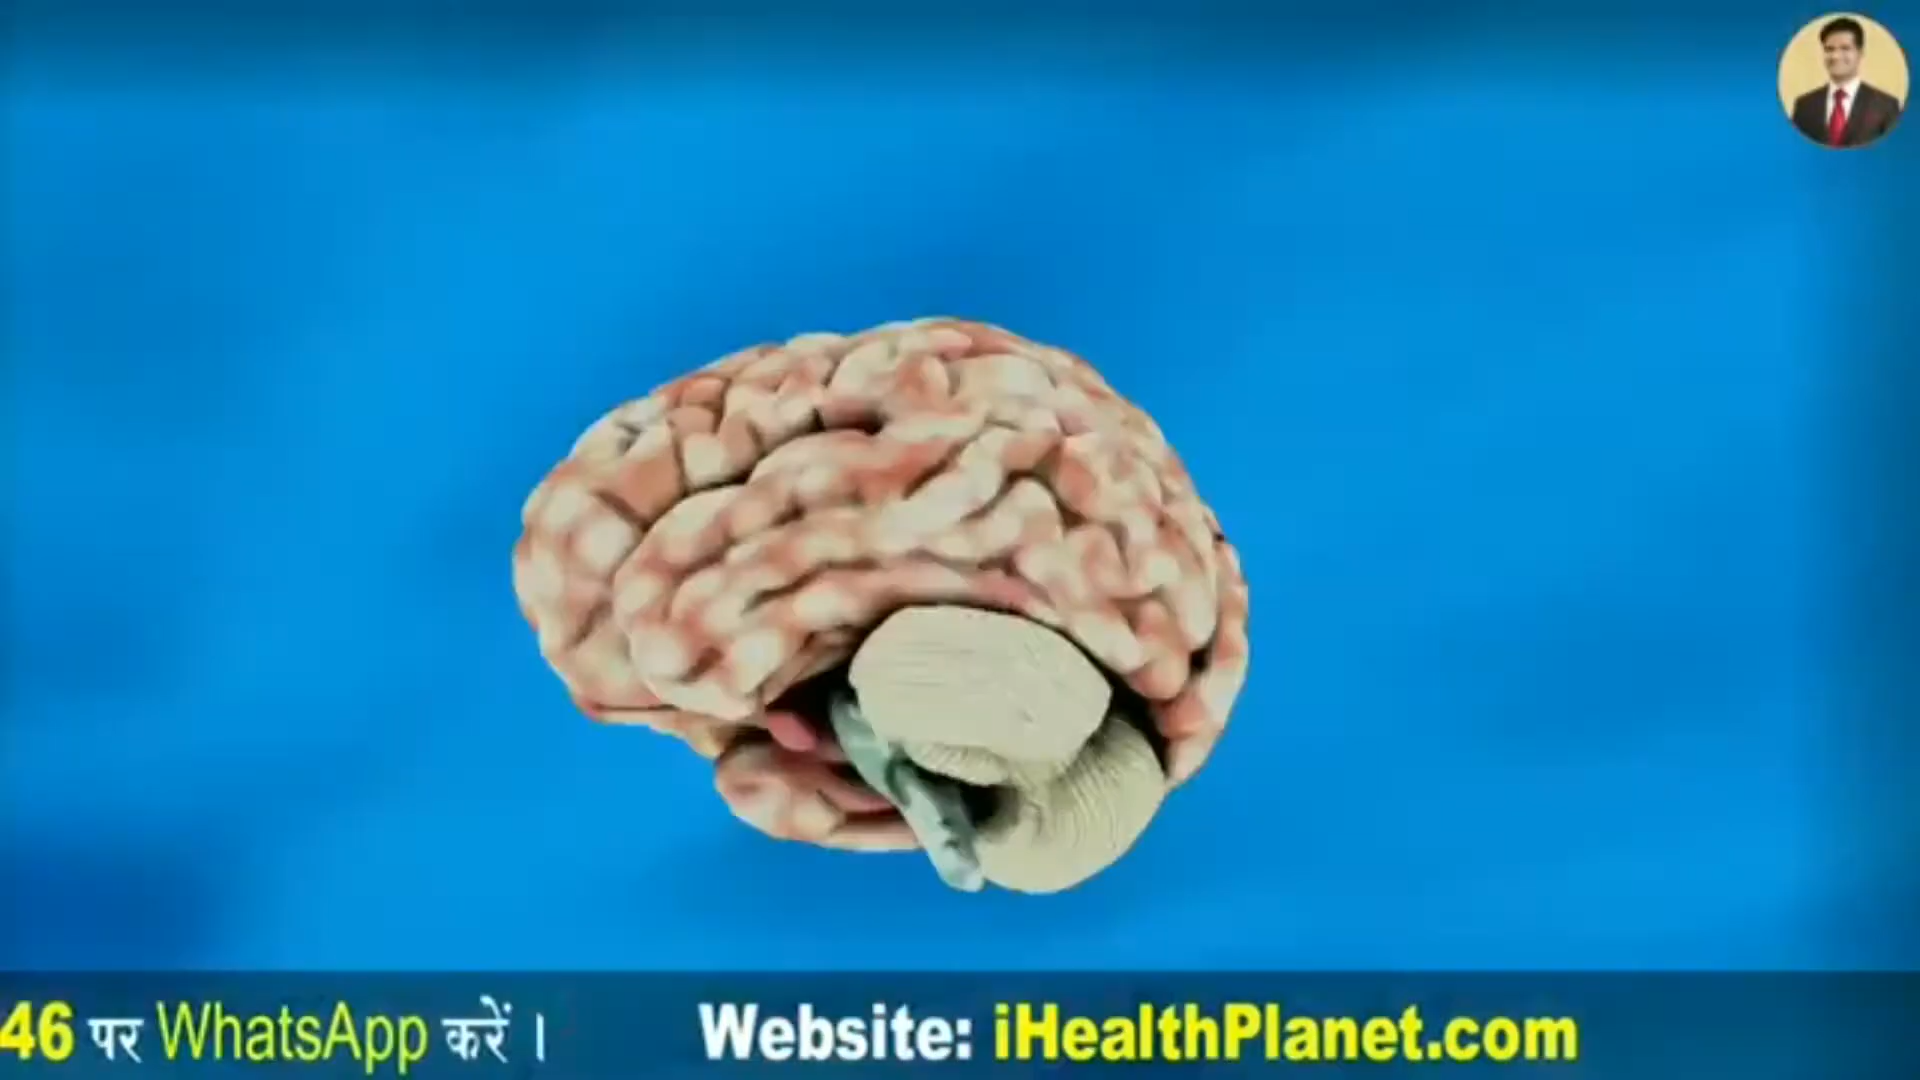 46 पर WhatsApp करें । Website: iHealthPlanet.com